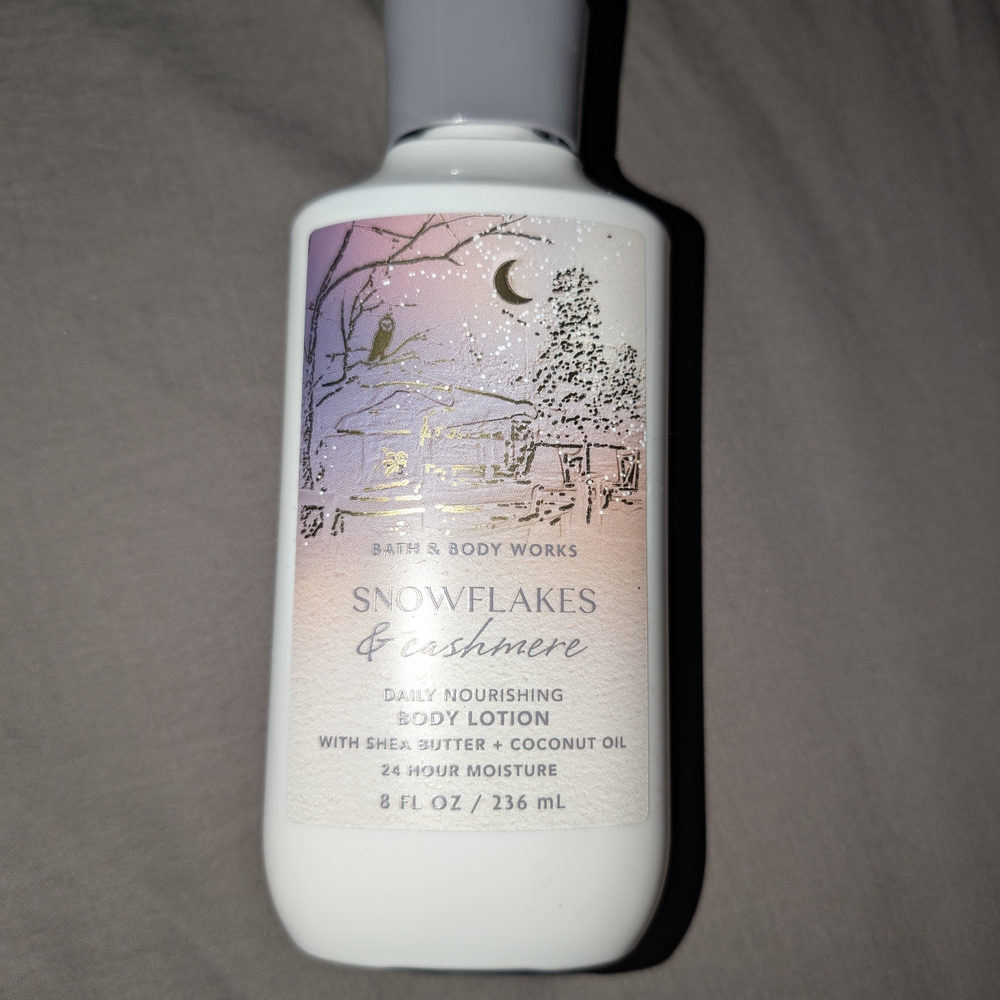 BATH & BODY WORKS
SNOWFLAKES
& cashmere
DAILY NOURISHING
BODY LOTION
WITH SHEA BUTTER + COCONUT OIL
24 HOUR MOISTURE
8 FL OZ / 236 mL